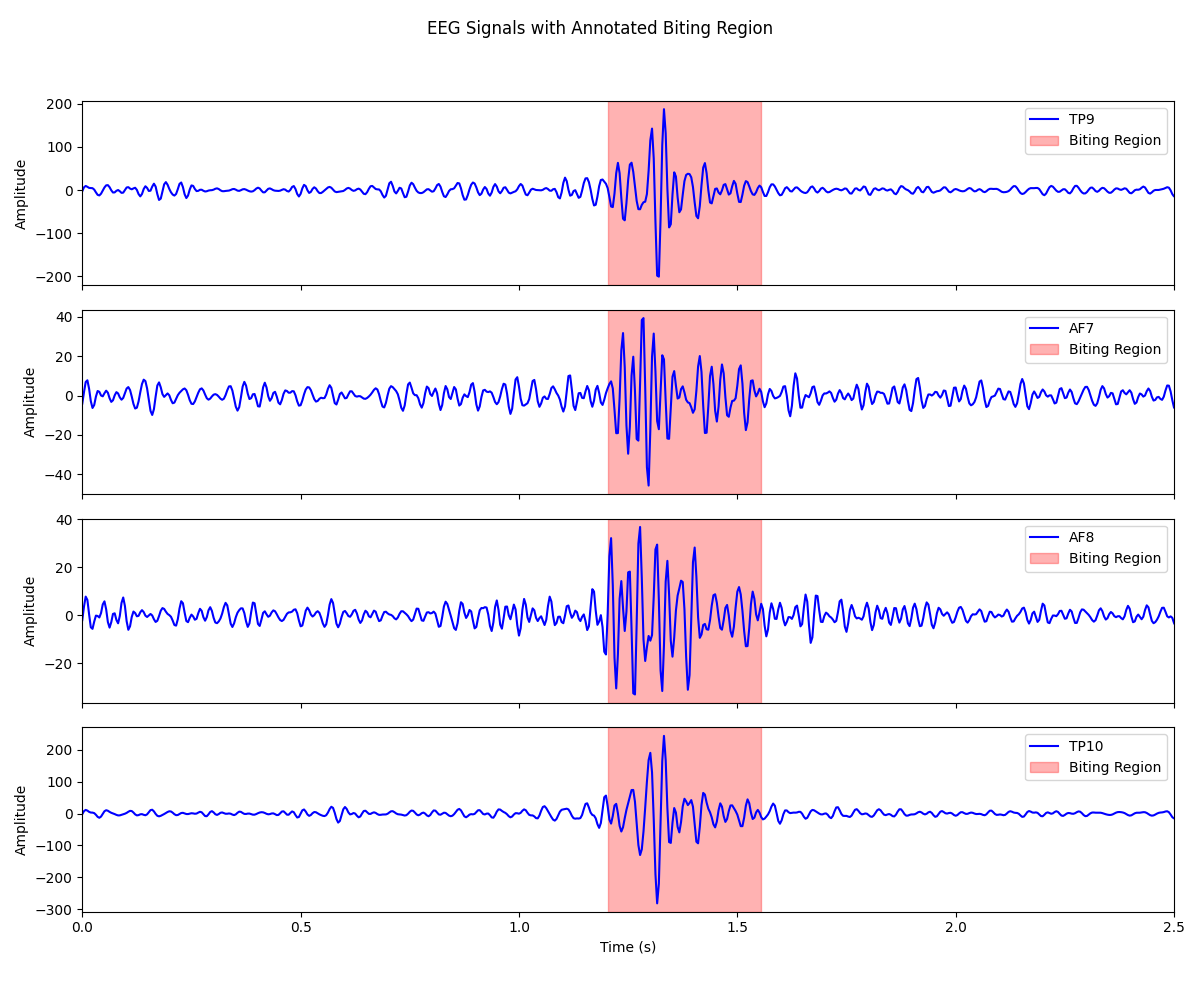 EEG Signals with Annotated Biting Region
200
100
0
−100
−200
Amplitude
TP9
Biting Region
40
20
0
−20
−40
Amplitude
AF7
Biting Region
40
20
0
−20
Amplitude
AF8
Biting Region
200
100
0
−100
−200
−300
Amplitude
TP10
Biting Region
0.0 0.5 1.0 1.5 2.0 2.5
Time (s)